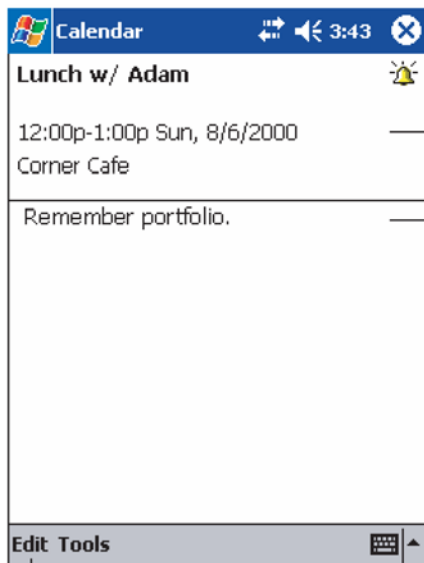 Calendar 3:43
Lunch w/ Adam
12:00p-1:00p Sun, 8/6/2000
Corner Cafe
Remember portfolio.
Edit Tools